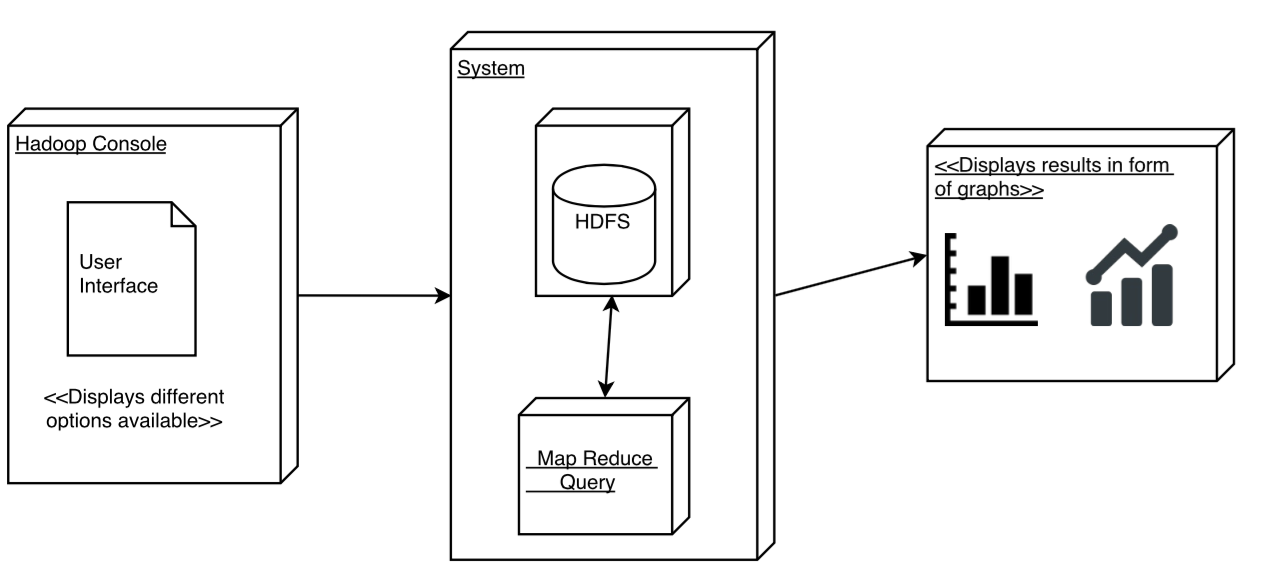 Hadoop Console
User
Interface
<<Displays different
options available>>
System
HDFS
Map Reduce
Query
<<Displays results in form
of graphs>>